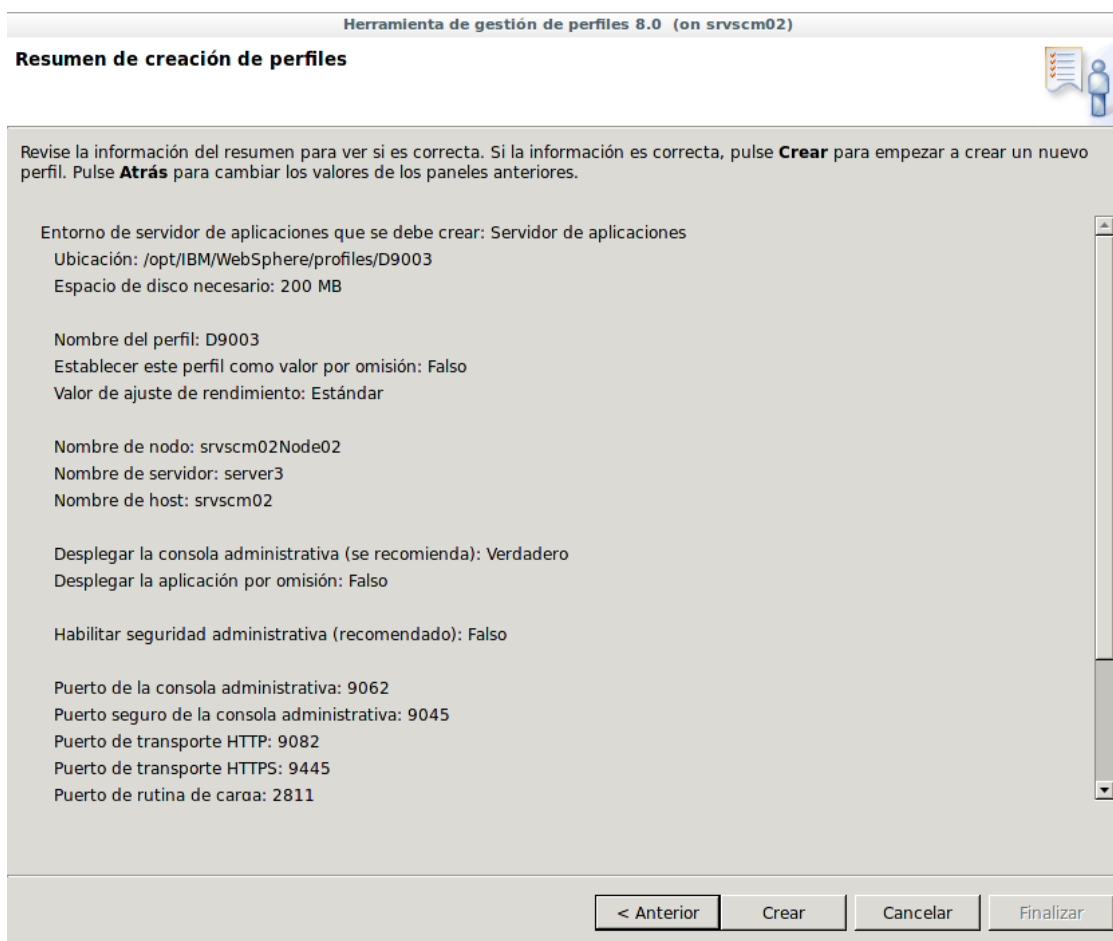 Herramienta de gestión de perfiles 8.0 (on srvscm02)
Resumen de creación de perfiles
Revise la información del resumen para ver si es correcta. Si la información es correcta, pulse Crear para empezar a crear un nuevo
perfil. Pulse Atrás para cambiar los valores de los paneles anteriores.
Entorno de servidor de aplicaciones que se debe crear: Servidor de aplicaciones
Ubicación: /opt/IBM/WebSphere/profiles/D9003
Espacio de disco necesario: 200 MB
Nombre del perfil: D9003
Establecer este perfil como valor por omisión: Falso
Valor de ajuste de rendimiento: Estándar
Nombre de nodo: srvscm02Node02
Nombre de servidor: server3
Nombre de host: srvscm02
Desplegar la consola administrativa (se recomienda): Verdadero
Desplegar la aplicación por omisión: Falso
Habilitar seguridad administrativa (recomendado): Falso
Puerto de la consola administrativa: 9062
Puerto seguro de la consola administrativa: 9045
Puerto de transporte HTTP: 9082
Puerto de transporte HTTPS: 9445
Puerto de rutina de carga: 2811
< Anterior Crear Cancelar Finalizar